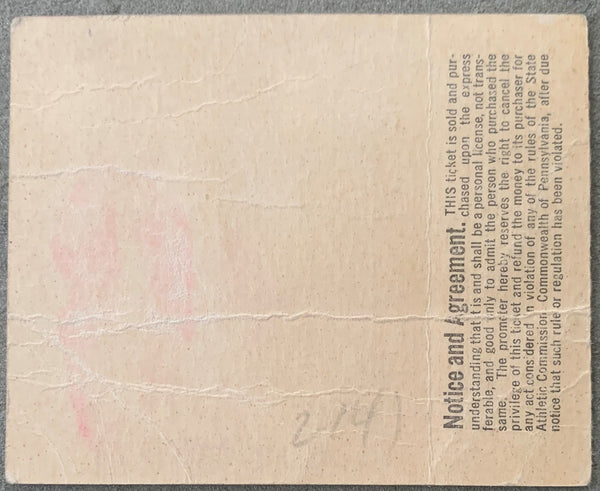 Notice and Agreement. THIS ticket is sold and pur-
chased upon the express
understanding that it is and shall be a personal license, not trans-
ferable, and good only to admit the person who purchased the
same. The promoter hereby reserves the right to cancel the
privilege of this ticket and refund the money to its purchaser for
any act considered in violation of any of the rules of the State
Athletic Commission, Commonwealth of Pennsylvania, after due
notice that such rule or regulation has been violated.